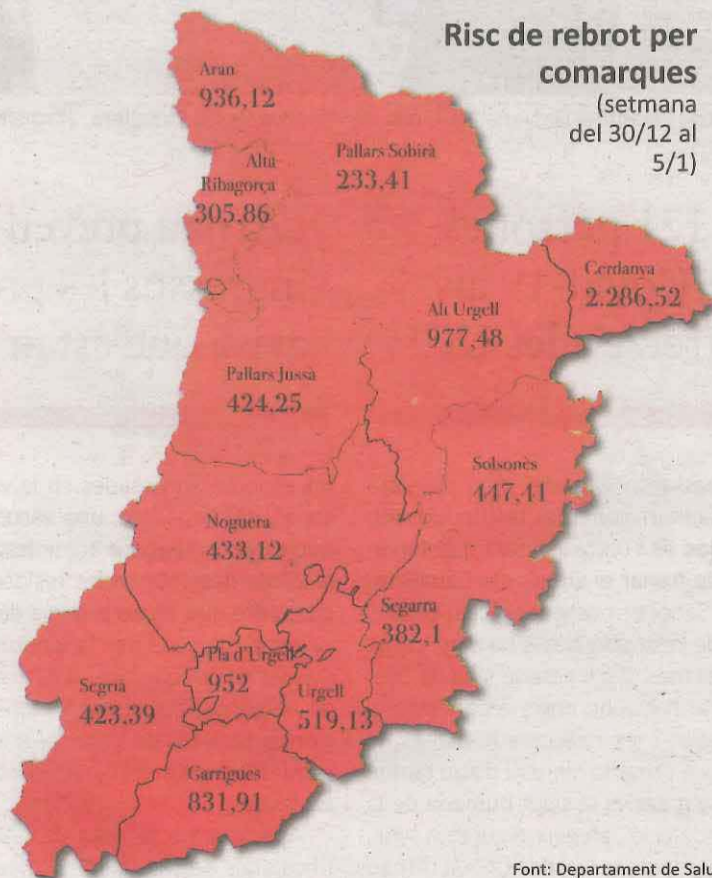 Risc de rebrot per
comarques
(setmana
del 30/12 al
5/1)
Aran
936,12
Alta
Ribagorça
305,86
Pallars Sobirà
233,41
Cerdanya
2.286,52
Alt Urgell
977,48
Pallars Jussà
424,25
Solsonès
447,41
Noguera
433,12
Segarra
382,1
Pla d'Urgell
952
Segrià
423,39
Urgell
519,13
Garrigues
831,91
Font: Departament de Salu